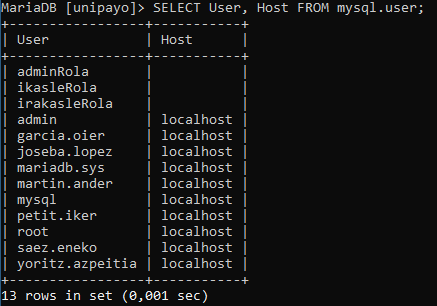 MariaDB [unipayo]> SELECT User, Host FROM mysql.user;
+------------------+-----------+
| User             | Host      |
+------------------+-----------+
| adminRola        |           |
| ikasleRola       |           |
| irakasleRola     |           |
| admin            | localhost |
| garcia.oier      | localhost |
| joseba.lopez     | localhost |
| mariadb.sys      | localhost |
| martin.ander     | localhost |
| mysql            | localhost |
| petit.iker       | localhost |
| root             | localhost |
| saez.eneko       | localhost |
| yoritz.azpeitia  | localhost |
+------------------+-----------+
13 rows in set (0,001 sec)